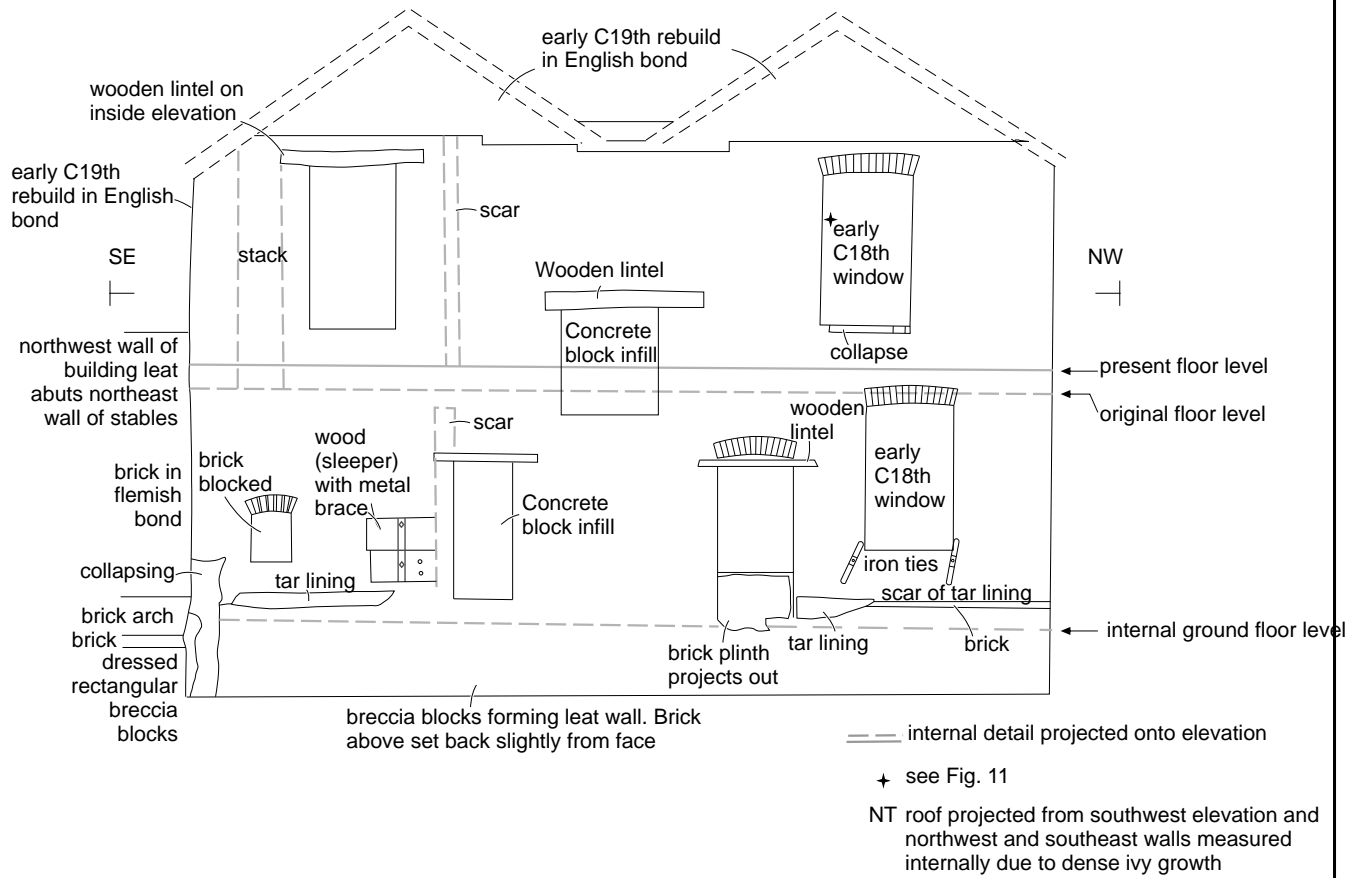 early C19th rebuild
in English bond
wooden lintel on
inside elevation
early C19th
rebuild in English
bond
scar
early
C18th
window
SE
stack
NW
Wooden lintel
Concrete
block infill
collapse
northwest wall of
building leat
abuts northeast
wall of stables
present floor level
original floor level
wooden
lintel
scar
wood
(sleeper)
with metal
brace
brick
blocked
brick in
flemish
bond
early
C18th
window
Concrete
block infill
iron ties
collapsing
tar lining
scar of tar lining
brick arch
brick
dressed
rectangular
breccia
blocks
internal ground floor level
tar lining
brick
brick plinth
projects out
breccia blocks forming leat wall. Brick
above set back slightly from face
internal detail projected onto elevation
see Fig. 11
NT roof projected from southwest elevation and
northwest and southeast walls measured
internally due to dense ivy growth